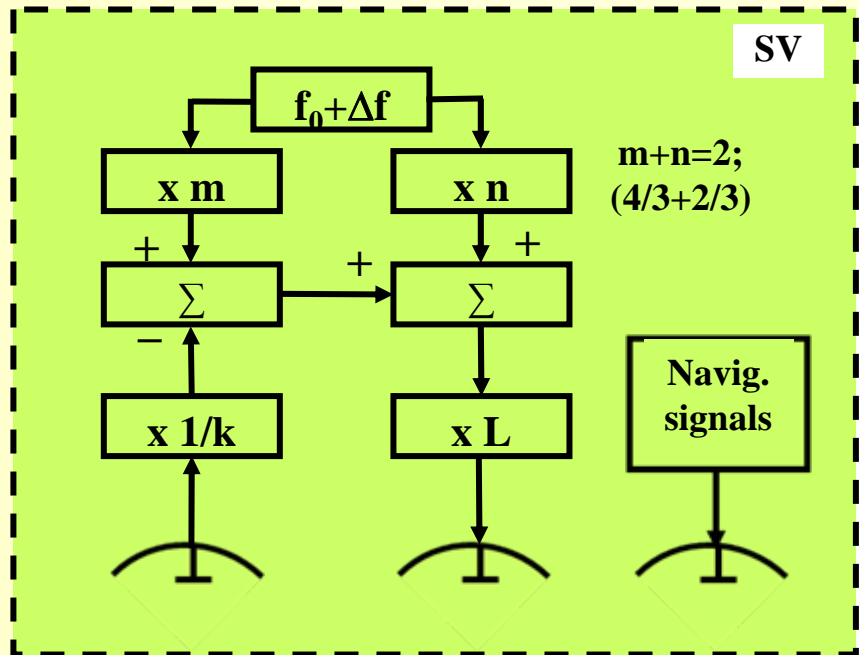 SV
f₀+Δf
x m
x n
m+n=2;
(4/3+2/3)
+
+
+
Σ
Σ
−
x 1/k
x L
Navig.
signals